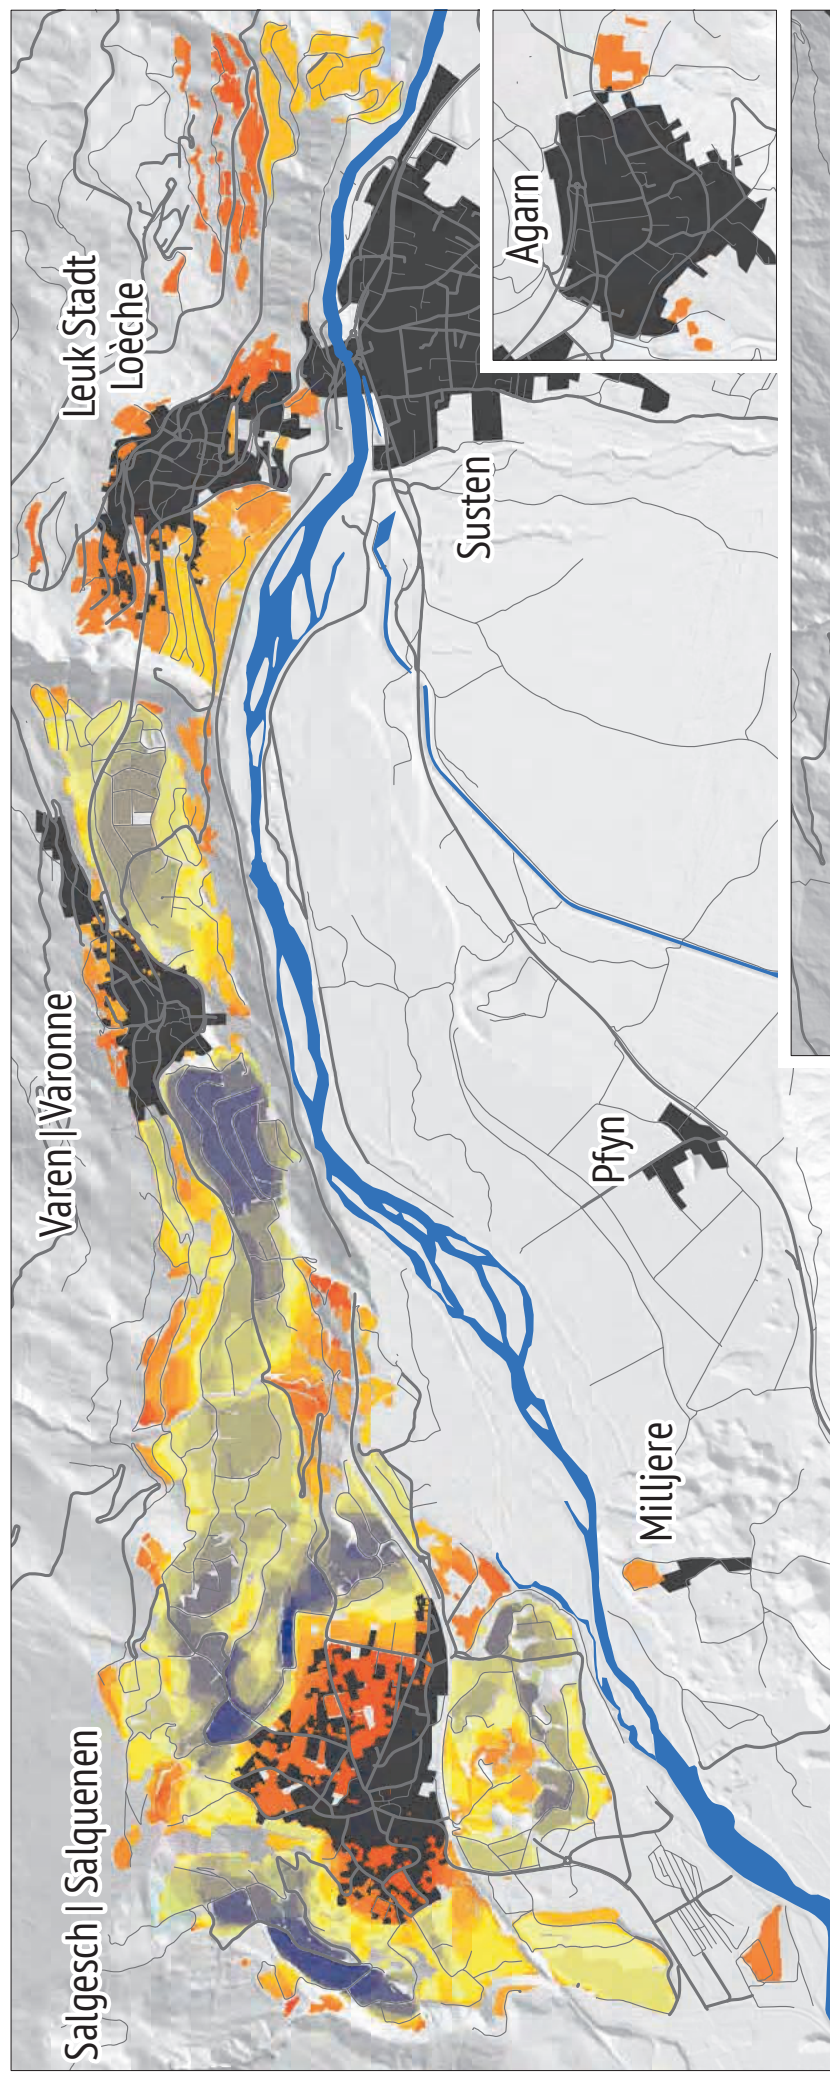 Salgesch || Salquenen
Varen || Varonne
Leuk Stadt
Loèche
Milljere
Pfyn
Susten
Agarn